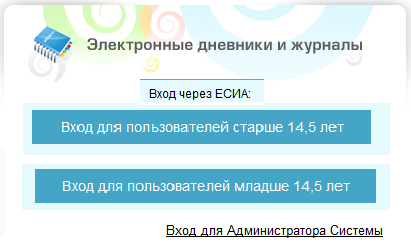 Электронные дневники и журналы
Вход через ЕСИА:
Вход для пользователей старше 14,5 лет
Вход для пользователей младше 14,5 лет
Вход для Администратора Системы